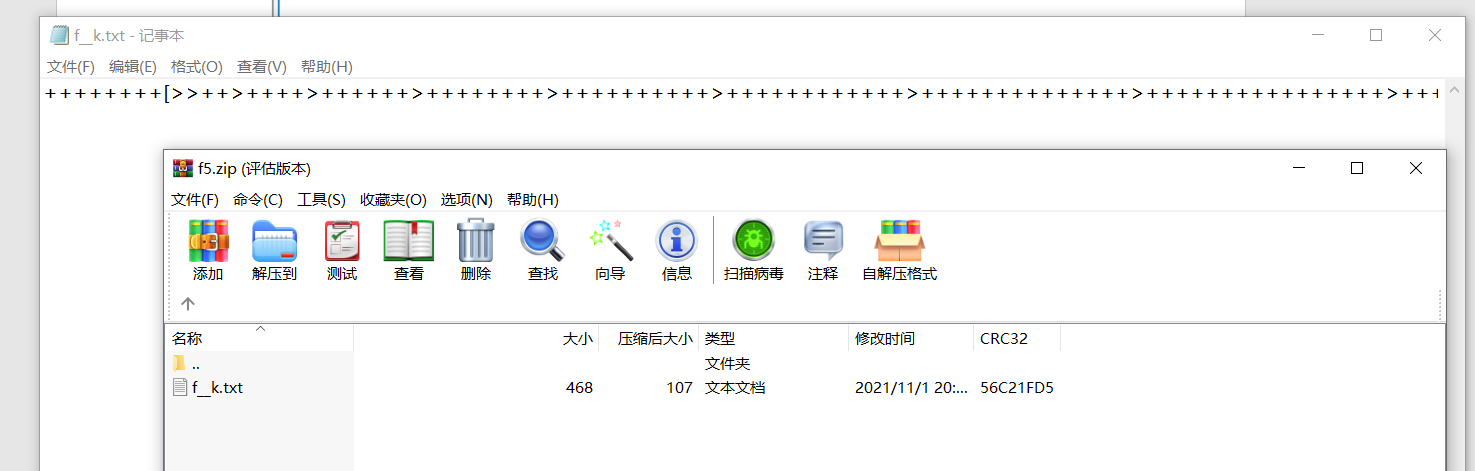 f__k.txt - 记事本
文件(F) 编辑(E) 格式(O) 查看(V) 帮助(H)
++++++++[>>++>++++>++++++>++++++++>++++++++++>++++++++++++>++++++++++++++>++++++++++++++++>+++
f5.zip (评估版本)
文件(F) 命令(C) 工具(S) 收藏夹(O) 选项(N) 帮助(H)
添加 解压到 测试 查看 删除 查找 向导 信息 扫描病毒 注释 自解压格式
名称 大小 压缩后大小 类型 修改时间 CRC32
.. 文件夹
f__k.txt 468 107 文本文档 2021/11/1 20:... 56C21FD5